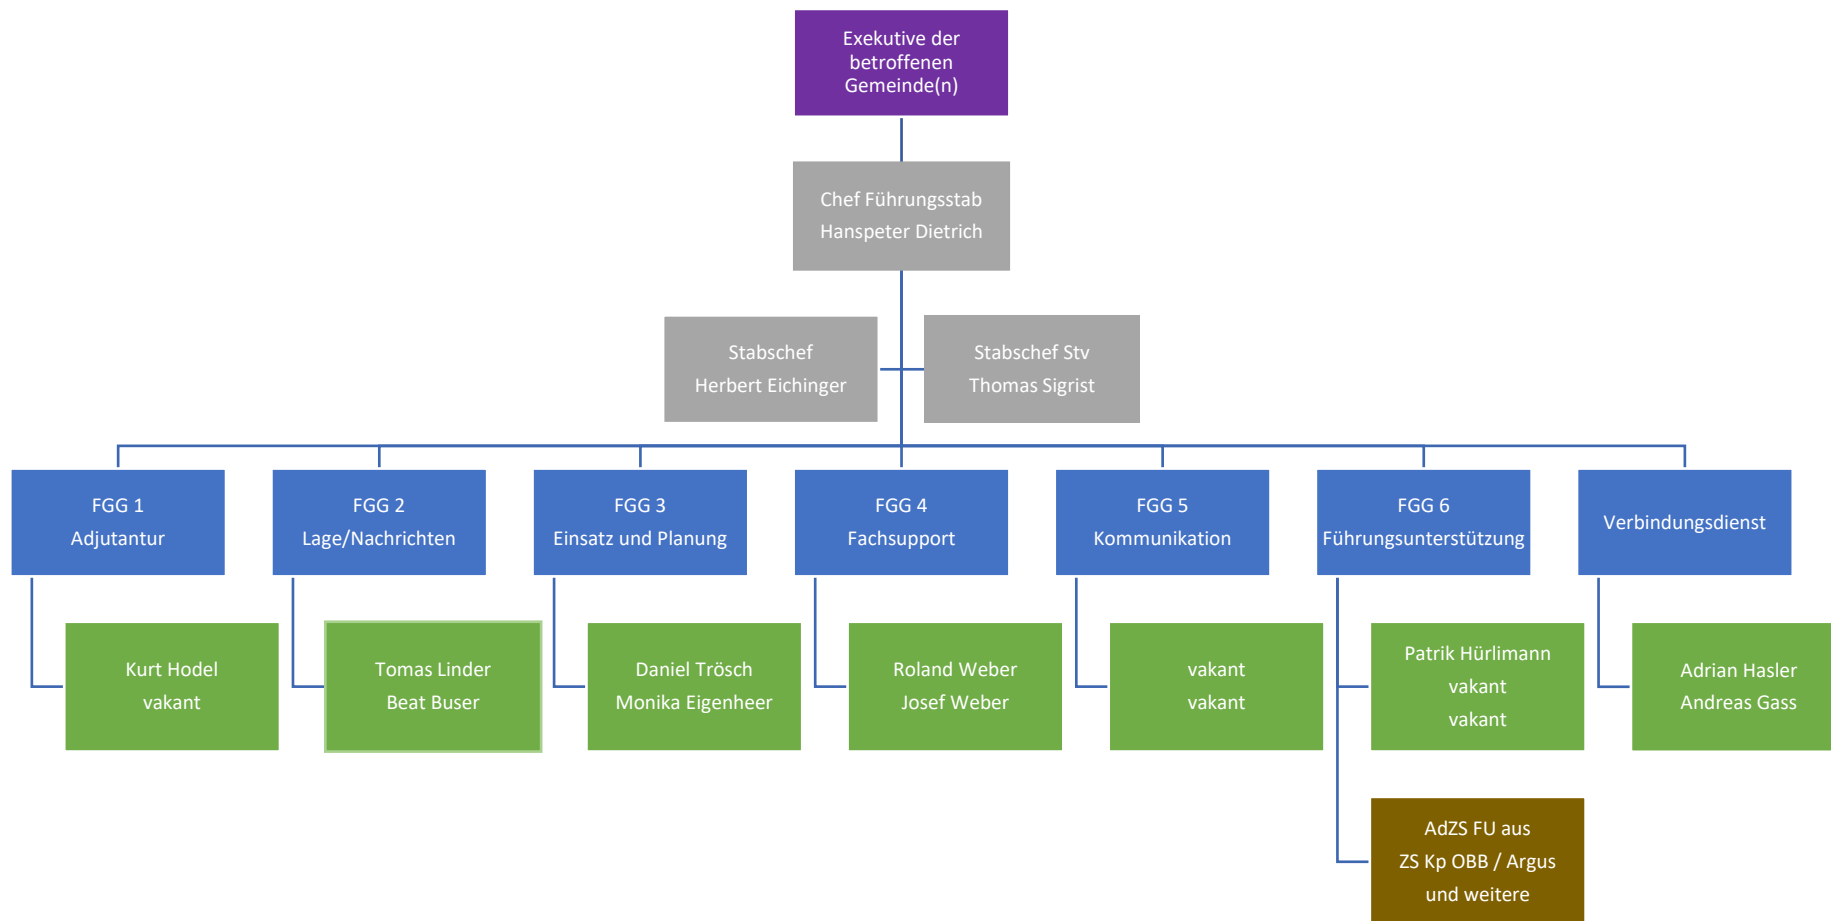 Exekutive der
betroffenen
Gemeinde(n)
Chef Führungsstab
Hanspeter Dietrich
Stabschef
Herbert Eichinger
Stabschef Stv
Thomas Sigrist
FGG 1
Adjutantur
FGG 2
Lage/Nachrichten
FGG 3
Einsatz und Planung
FGG 4
Fachsupport
FGG 5
Kommunikation
FGG 6
Führungsunterstützung
Verbindungsdienst
Kurt Hodel
vakant
Tomas Linder
Beat Buser
Daniel Trösch
Monika Eigenheer
Roland Weber
Josef Weber
vakant
vakant
Patrik Hürlimann
vakant
vakant
Adrian Hasler
Andreas Gass
AdZS FU aus
ZS Kp OBB / Argus
und weitere